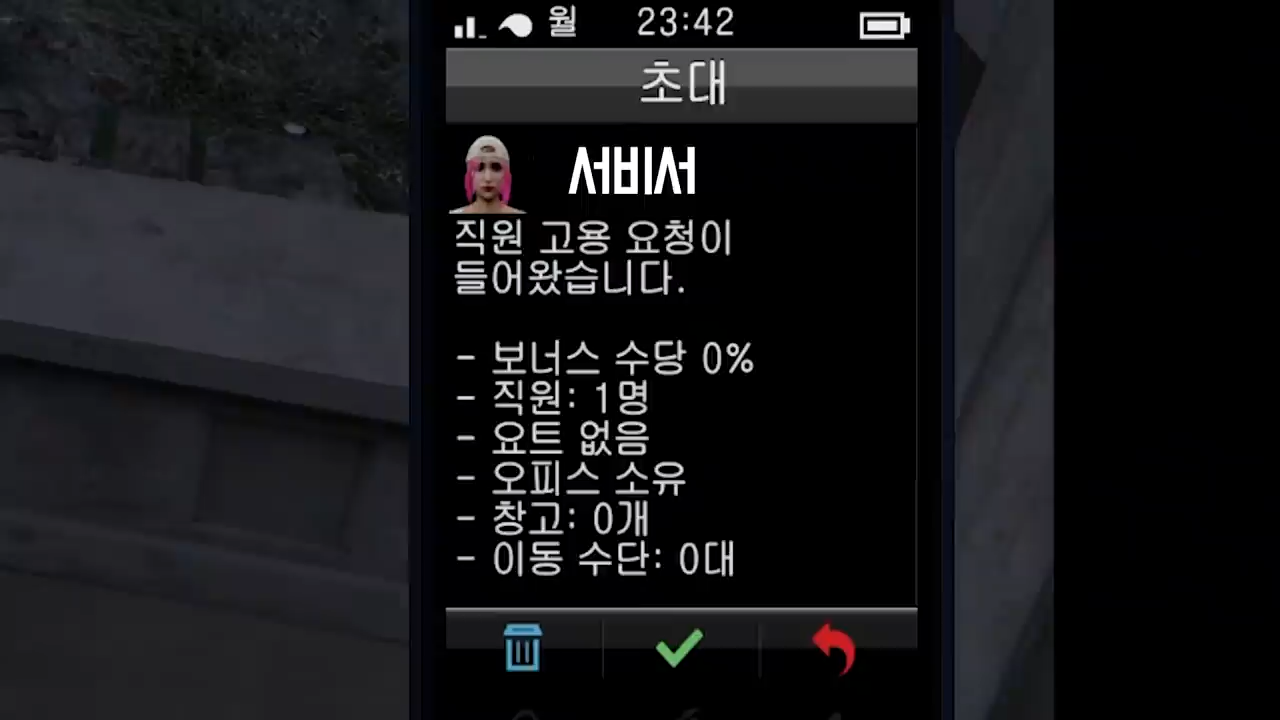 월 23:42
초대
서비서
직원 고용 요청이
들어왔습니다.
- 보너스 수당 0%
- 직원: 1명
- 요트 없음
- 오피스 소유
- 창고: 0개
- 이동 수단: 0대